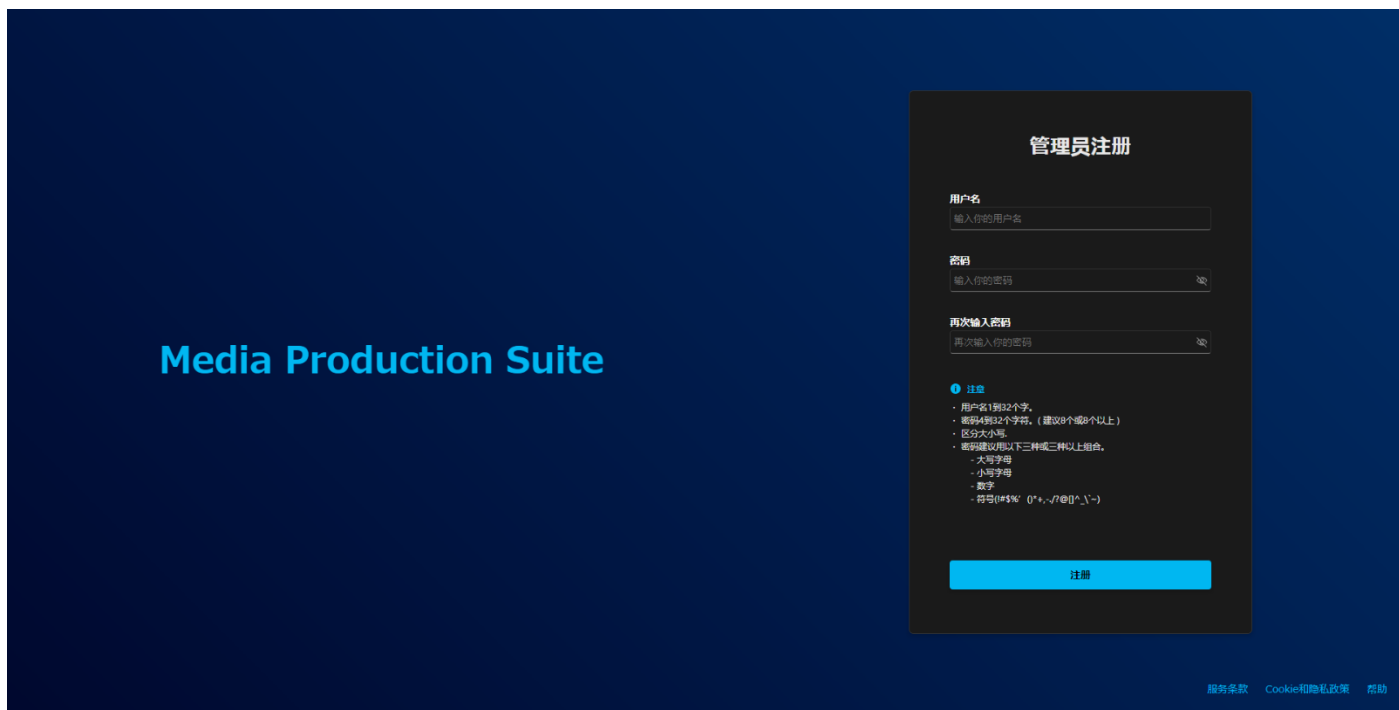 管理员注册
用户名
输入你的用户名
密码
输入你的密码
再次输入密码
再次输入你的密码
Media Production Suite
注意
· 用户名1到32个字。
· 密码4到32个字符。( 建议8个或8个以上 )
· 区分大小写.
· 密码建议用以下三种或三种以上组合。
- 大写字母
- 小写字母
- 数字
- 符号(!#$%'()*+,-./?@[]^_\`~)
注册
服务条款 Cookie和隐私政策 帮助